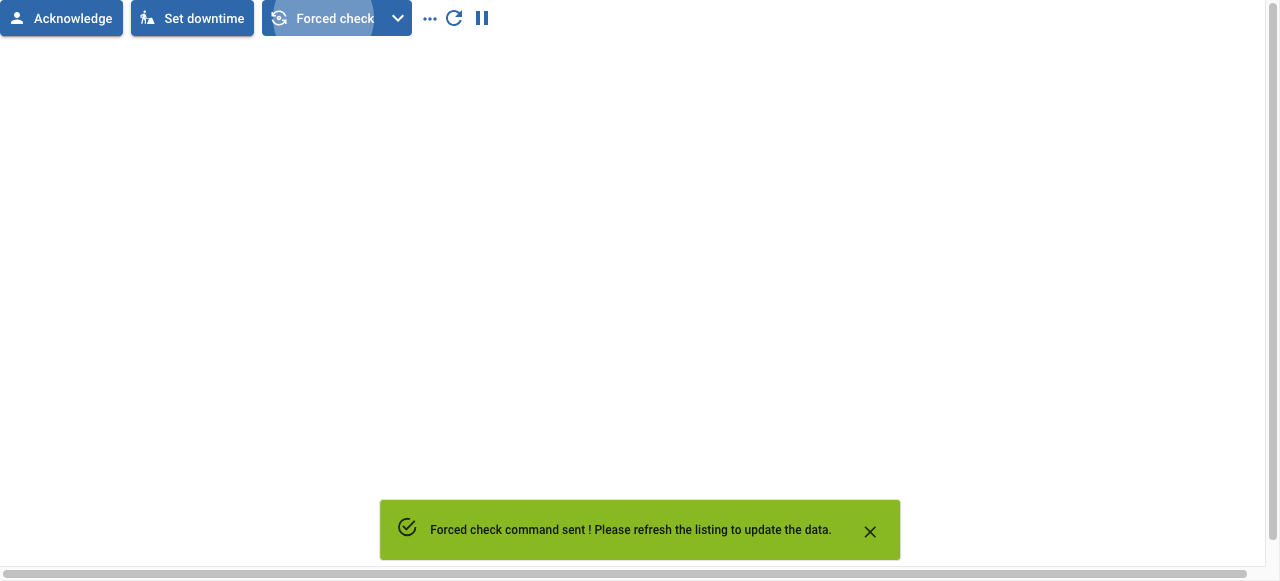 Acknowledge
Set downtime
Forced check
Forced check command sent ! Please refresh the listing to update the data.